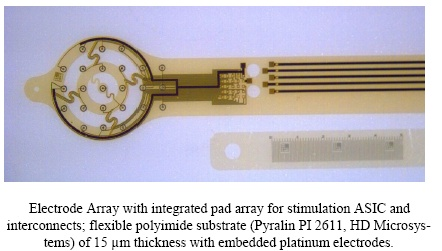 Electrode Array with integrated pad array for stimulation ASIC and
interconnects; flexible polyimide substrate (Pyralin PI 2611, HD Microsys-
tems) of 15 µm thickness with embedded platinum electrodes.